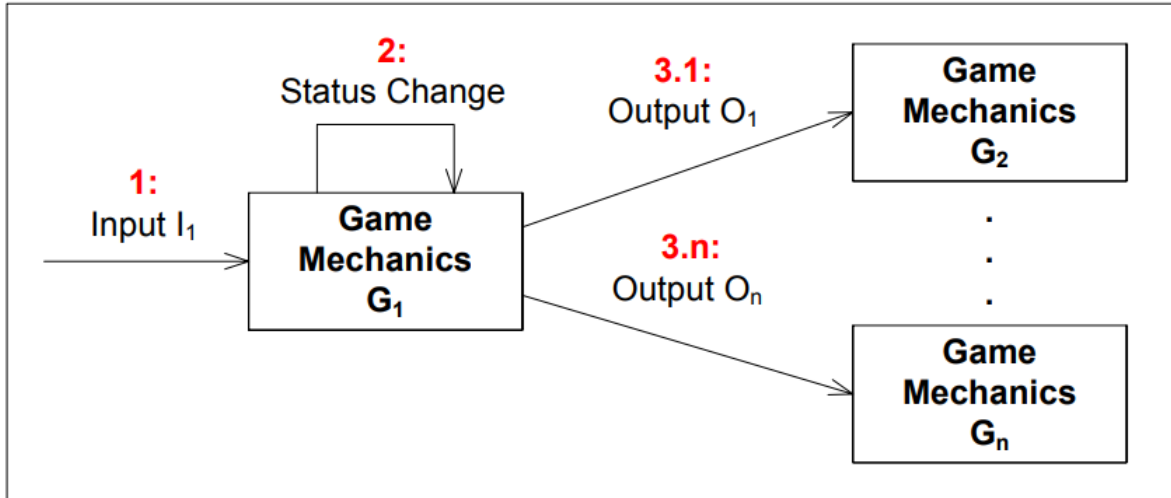 1:
Input I₁
2:
Status Change
Game
Mechanics
G₁
3.1:
Output O₁
3.n:
Output Oₙ
Game
Mechanics
G₂
.
.
.
Game
Mechanics
Gₙ